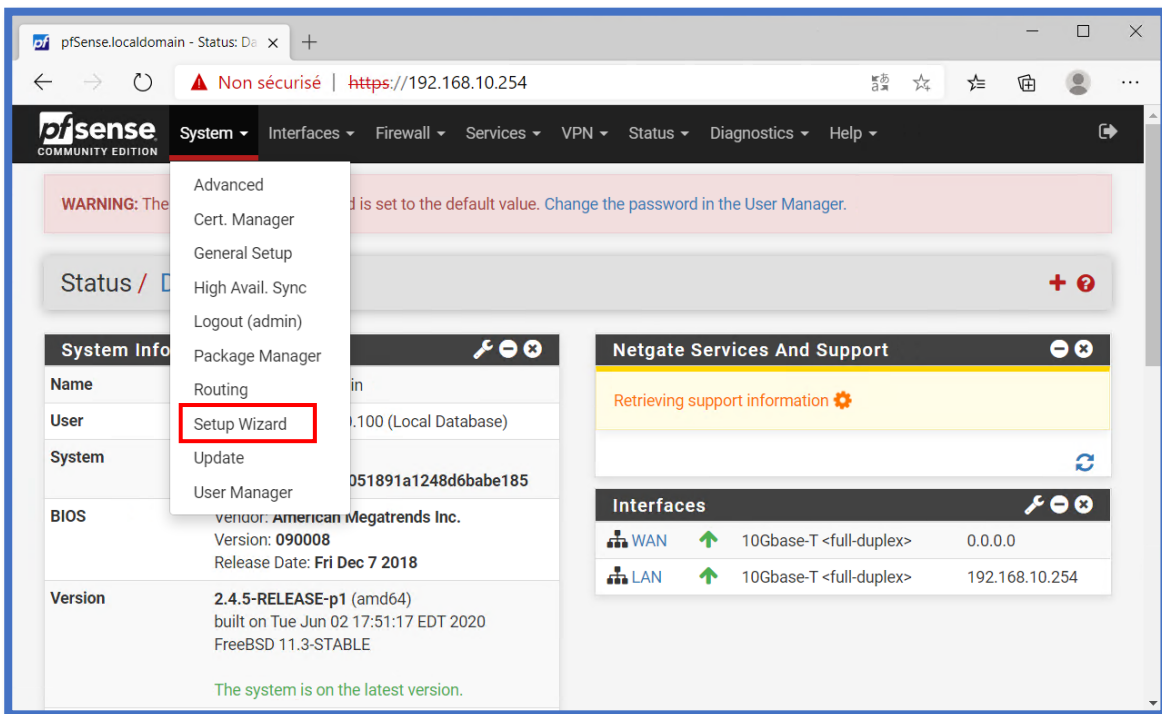 pfSense.localdomain - Status: Da
Non sécurisé | https://192.168.10.254
pfsense
COMMUNITY EDITION
System Interfaces Firewall Services VPN Status Diagnostics Help
Advanced
Cert. Manager
General Setup
High Avail. Sync
Logout (admin)
Package Manager
Routing
Setup Wizard
Update
User Manager
WARNING: The d is set to the default value. Change the password in the User Manager.
Status /
System Info
Name in
User .100 (Local Database)
System
051891a1248d6babe185
BIOS Vendor: American Megatrends Inc.
Version: 090008
Release Date: Fri Dec 7 2018
Version 2.4.5-RELEASE-p1 (amd64)
built on Tue Jun 02 17:51:17 EDT 2020
FreeBSD 11.3-STABLE
The system is on the latest version.
Netgate Services And Support
Retrieving support information
Interfaces
WAN 10Gbase-T <full-duplex> 0.0.0.0
LAN 10Gbase-T <full-duplex> 192.168.10.254